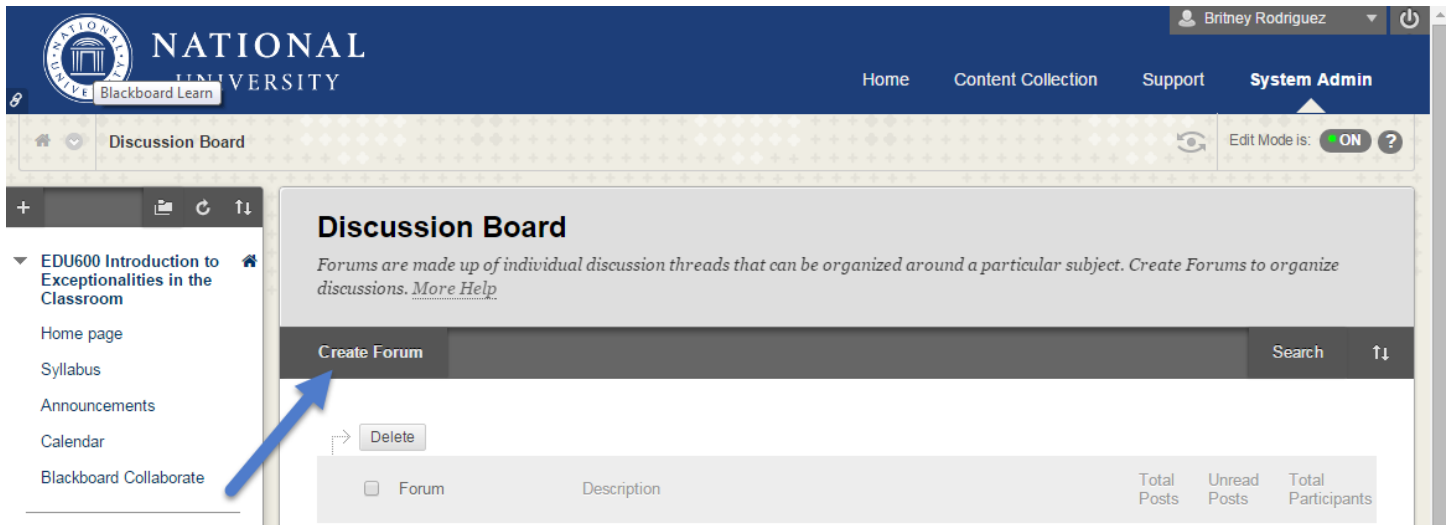 Britney Rodriguez
NATIONAL
UNIVERSITY
Blackboard Learn
Home Content Collection Support System Admin
Discussion Board
Edit Mode is: ON ?
Discussion Board
Forums are made up of individual discussion threads that can be organized around a particular subject. Create Forums to organize
discussions. More Help
EDU600 Introduction to
Exceptionalities in the
Classroom
Home page
Syllabus
Announcements
Calendar
Blackboard Collaborate
Create Forum Search
Delete
Forum Description Total Posts Unread Posts Total Participants